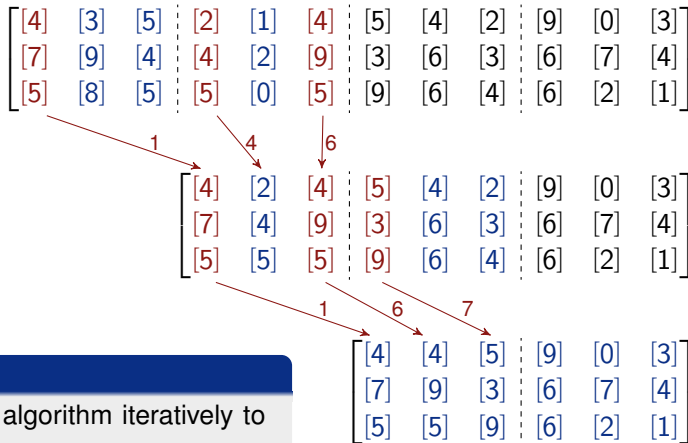 [4] [3] [5] [2] [1] [4] [5] [4] [2] [9] [0] [3]
[7] [9] [4] [4] [2] [9] [3] [6] [3] [6] [7] [4]
[5] [8] [5] [5] [0] [5] [9] [6] [4] [6] [2] [1]
1 4 6
[4] [2] [4] [5] [4] [2] [9] [0] [3]
[7] [4] [9] [3] [6] [3] [6] [7] [4]
[5] [5] [5] [9] [6] [4] [6] [2] [1]
1 6 7
[4] [4] [5] [9] [0] [3]
[7] [9] [3] [6] [7] [4]
[5] [5] [9] [6] [2] [1]
algorithm iteratively to